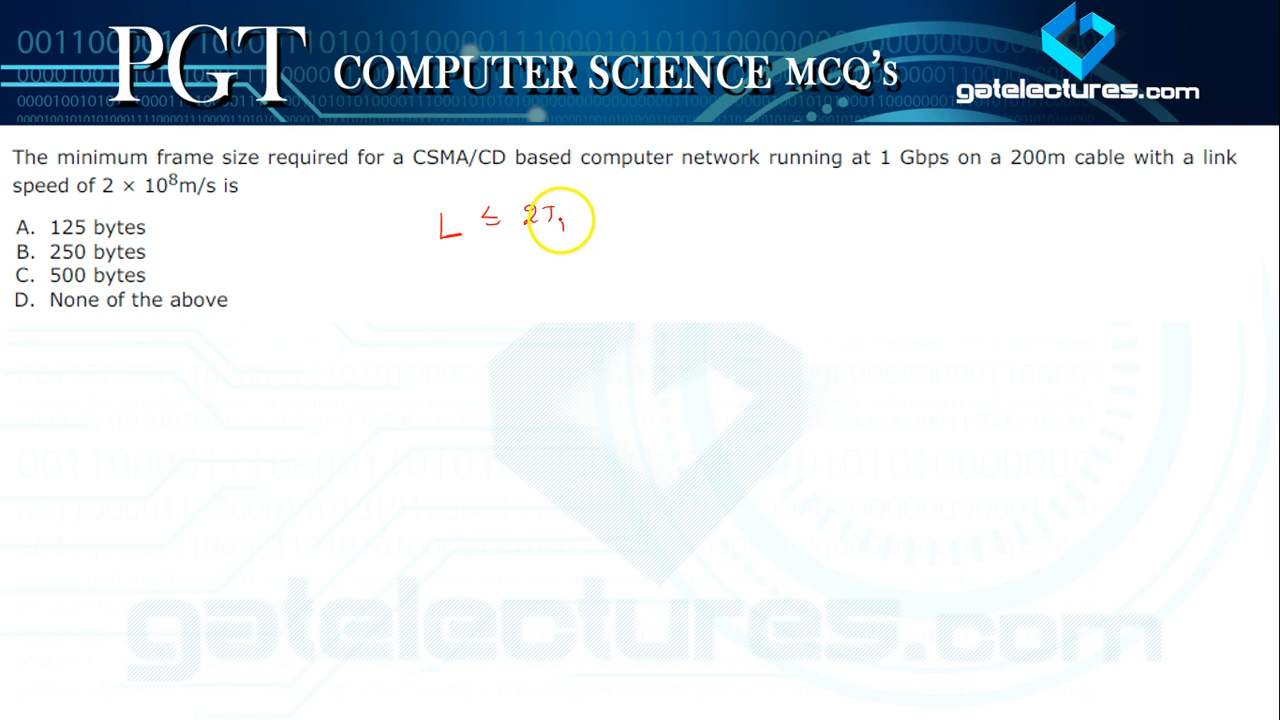 PGT COMPUTER SCIENCE MCQ's
gatelectures.com
The minimum frame size required for a CSMA/CD based computer network running at 1 Gbps on a 200m cable with a link
speed of 2 × 10⁸m/s is
L ≤ 2T
A. 125 bytes
B. 250 bytes
C. 500 bytes
D. None of the above
gatelectures.com